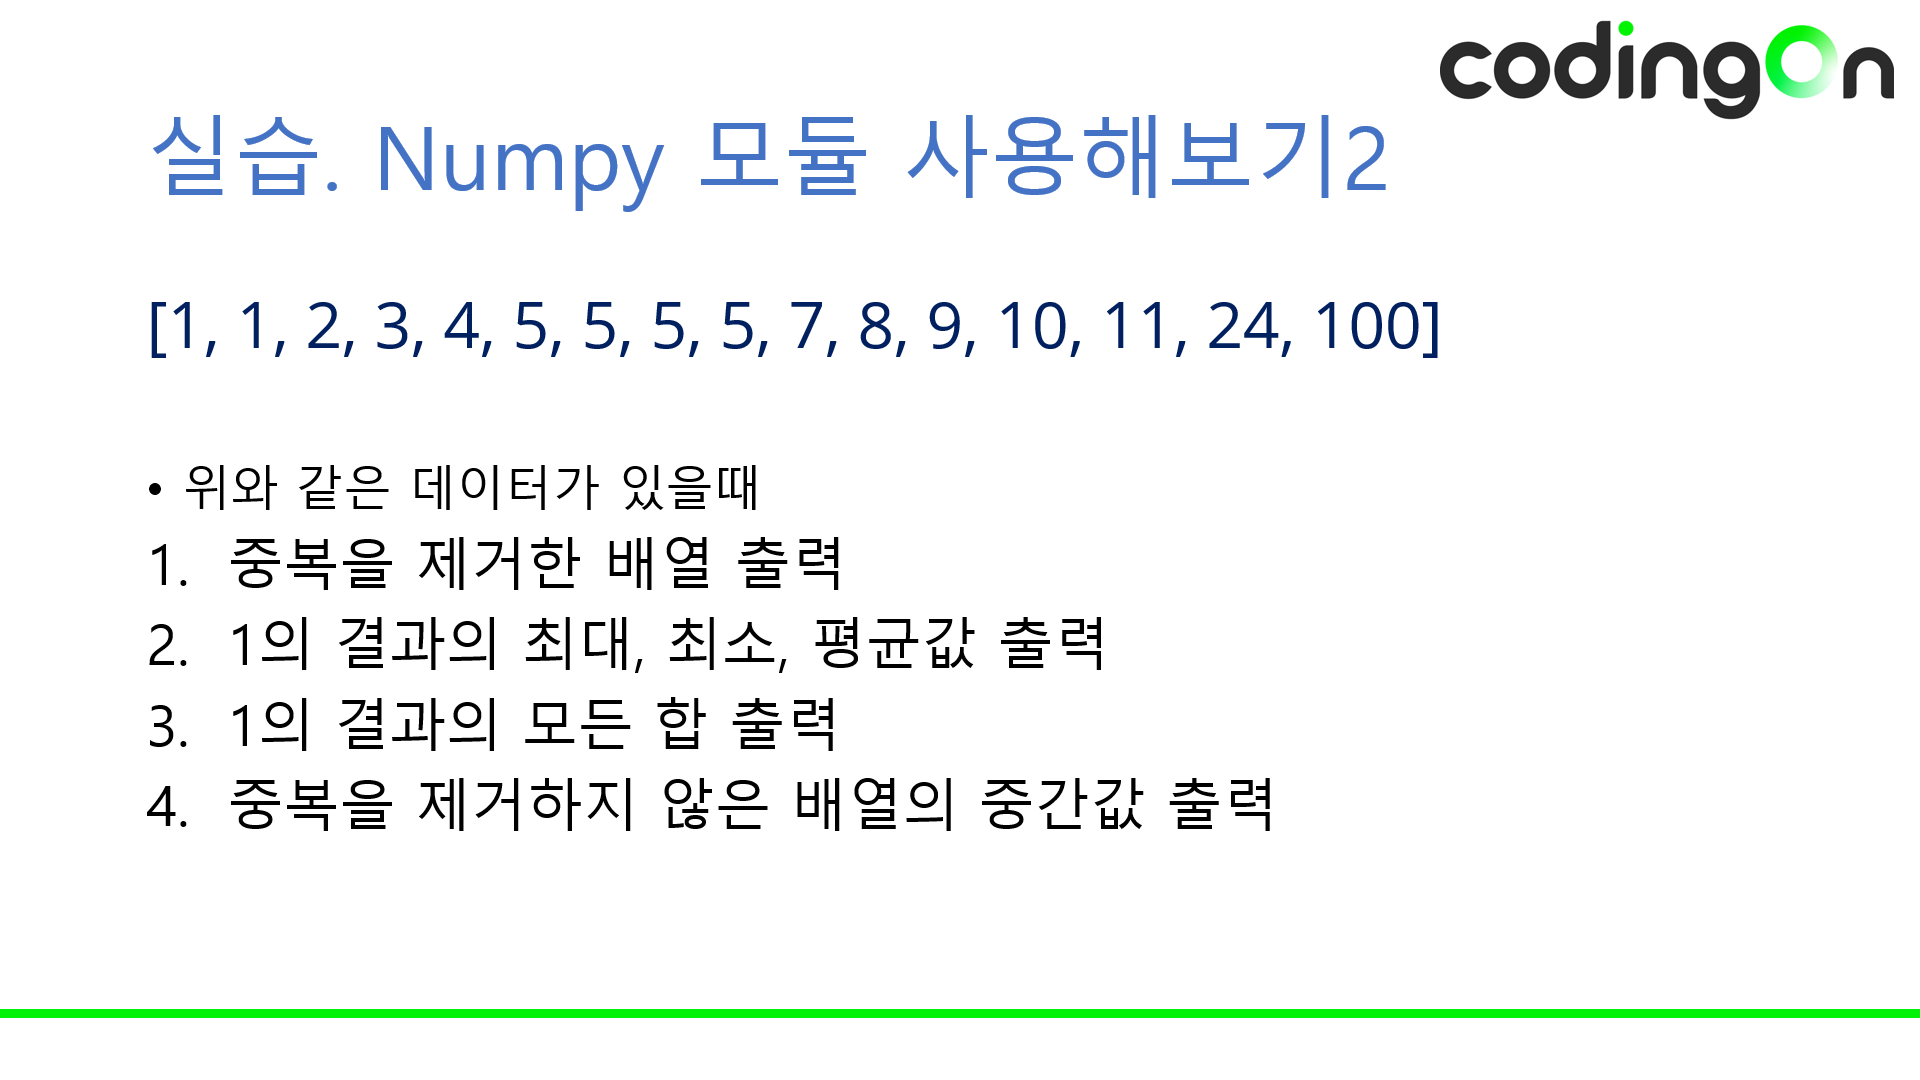 codingOn
실습. Numpy 모듈 사용해보기2
[1, 1, 2, 3, 4, 5, 5, 5, 5, 7, 8, 9, 10, 11, 24, 100]
• 위와 같은 데이터가 있을때
1. 중복을 제거한 배열 출력
2. 1의 결과의 최대, 최소, 평균값 출력
3. 1의 결과의 모든 합 출력
4. 중복을 제거하지 않은 배열의 중간값 출력